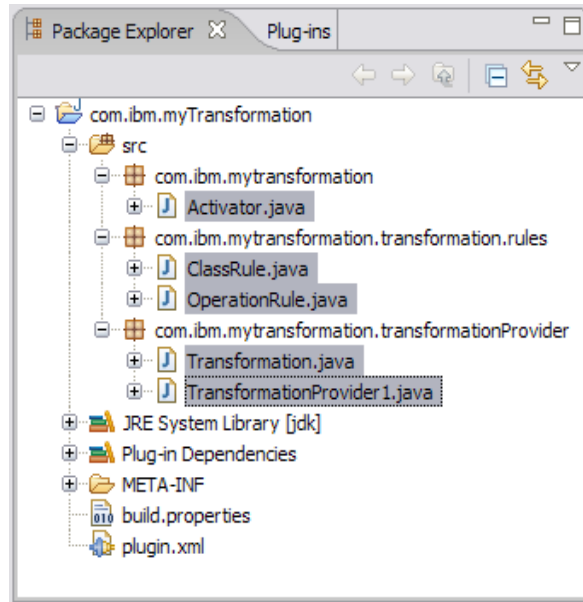 Package Explorer Plug-ins
com.ibm.myTransformation
src
com.ibm.mytransformation
Activator.java
com.ibm.mytransformation.transformation.rules
ClassRule.java
OperationRule.java
com.ibm.mytransformation.transformationProvider
Transformation.java
TransformationProvider1.java
JRE System Library [jdk]
Plug-in Dependencies
META-INF
build.properties
plugin.xml